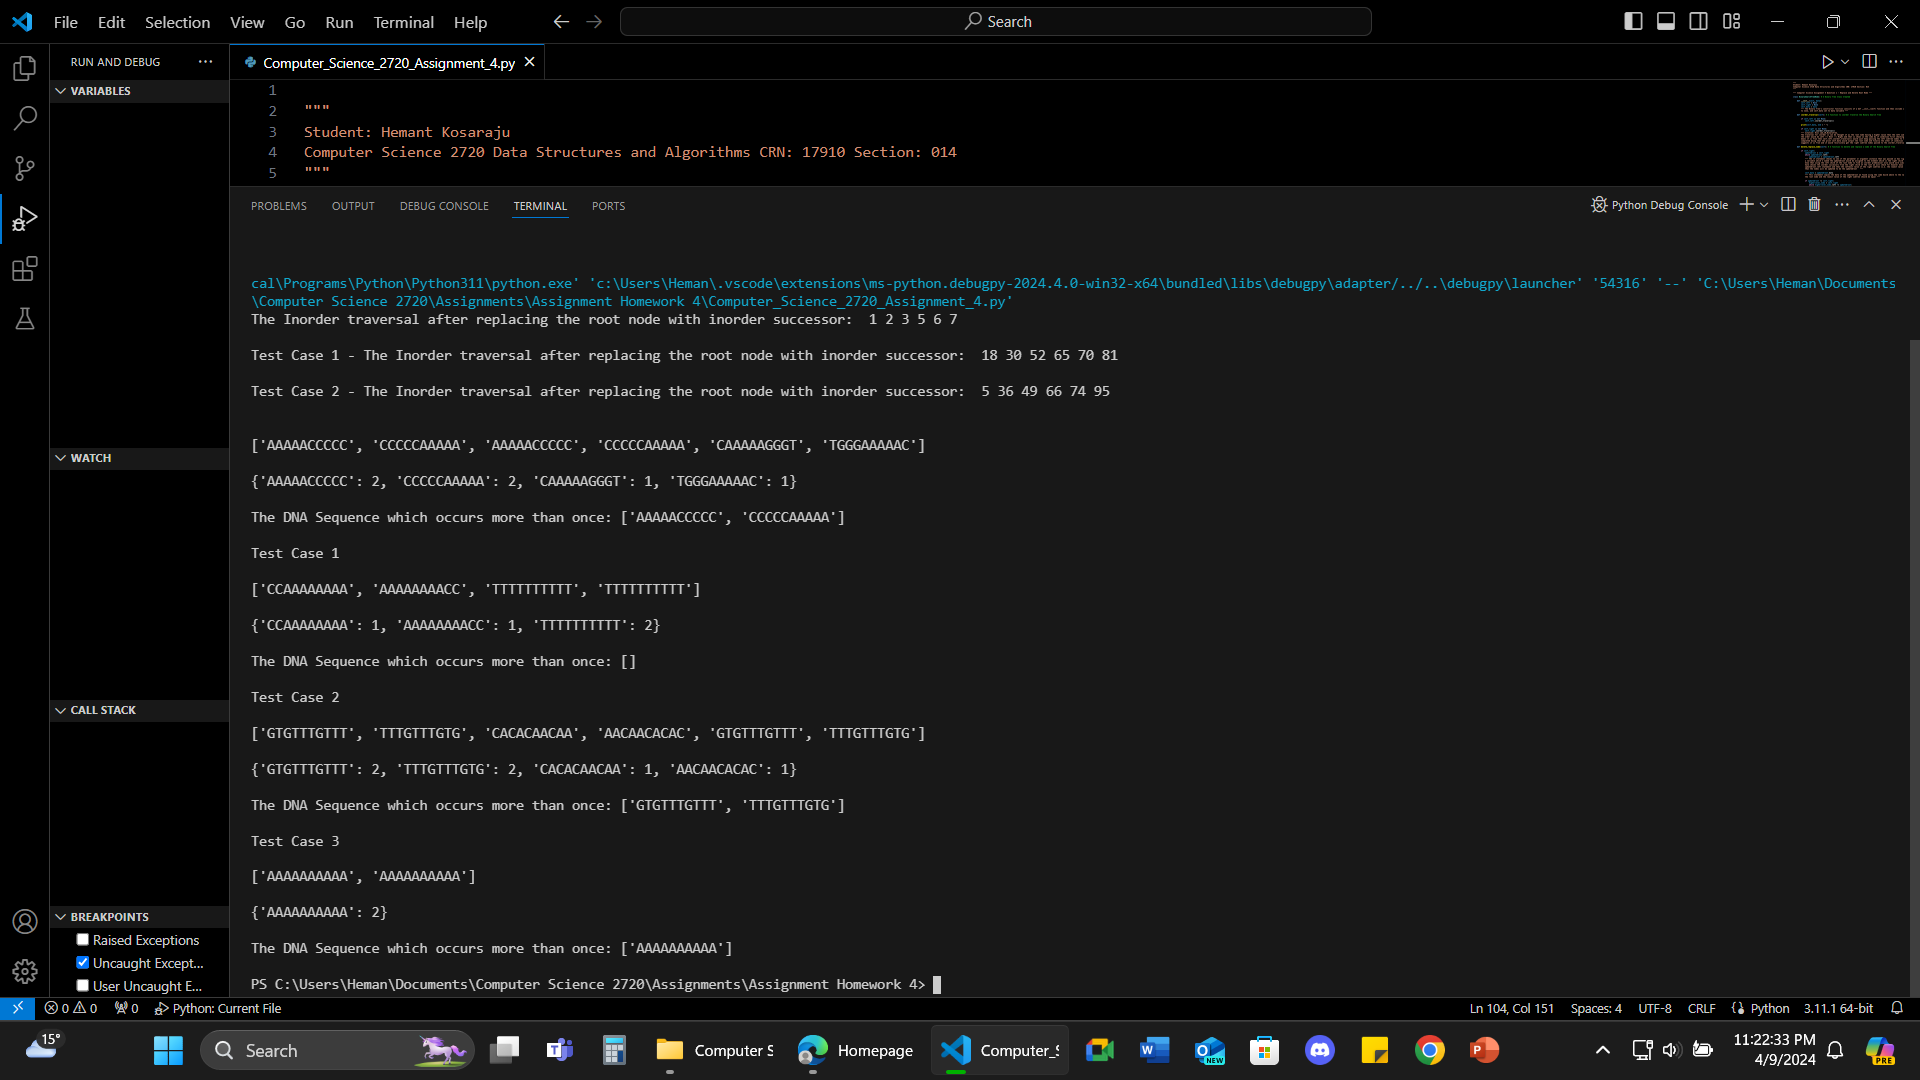 File Edit Selection View Go Run Terminal Help
Search
RUN AND DEBUG
Computer_Science_2720_Assignment_4.py
VARIABLES
1
2 """
3 Student: Hemant Kosaraju
4 Computer Science 2720 Data Structures and Algorithms CRN: 17910 Section: 014
5 """
PROBLEMS OUTPUT DEBUG CONSOLE TERMINAL PORTS
Python Debug Console
cal\Programs\Python\Python311\python.exe' 'c:\Users\Heman\.vscode\extensions\ms-python.debugpy-2024.4.0-win32-x64\bundled\libs\debugpy\adapter/../..\debugpy\launcher' '54316' '--' 'C:\Users\Heman\Documents
\Computer Science 2720\Assignments\Assignment Homework 4\Computer_Science_2720_Assignment_4.py'
The Inorder traversal after replacing the root node with inorder successor:  1 2 3 5 6 7
Test Case 1 - The Inorder traversal after replacing the root node with inorder successor:  18 30 52 65 70 81
Test Case 2 - The Inorder traversal after replacing the root node with inorder successor:  5 36 49 66 74 95
['AAAAACCCCC', 'CCCCCAAAAA', 'AAAAACCCCC', 'CCCCCAAAAA', 'CAAAAAGGGT', 'TGGGAAAAAC']
{'AAAAACCCCC': 2, 'CCCCCAAAAA': 2, 'CAAAAAGGGT': 1, 'TGGGAAAAAC': 1}
The DNA Sequence which occurs more than once: ['AAAAACCCCC', 'CCCCCAAAAA']
Test Case 1
['CCAAAAAAAA', 'AAAAAAAACC', 'TTTTTTTTTT', 'TTTTTTTTTT']
{'CCAAAAAAAA': 1, 'AAAAAAAACC': 1, 'TTTTTTTTTT': 2}
The DNA Sequence which occurs more than once: []
Test Case 2
['GTGTTTGTTT', 'TTTGTTTGTG', 'CACACAACAA', 'AACAACACAC', 'GTGTTTGTTT', 'TTTGTTTGTG']
{'GTGTTTGTTT': 2, 'TTTGTTTGTG': 2, 'CACACAACAA': 1, 'AACAACACAC': 1}
The DNA Sequence which occurs more than once: ['GTGTTTGTTT', 'TTTGTTTGTG']
Test Case 3
['AAAAAAAAAA', 'AAAAAAAAAA']
{'AAAAAAAAAA': 2}
The DNA Sequence which occurs more than once: ['AAAAAAAAAA']
PS C:\Users\Heman\Documents\Computer Science 2720\Assignments\Assignment Homework 4>
WATCH
CALL STACK
BREAKPOINTS
Raised Exceptions
Uncaught Except...
User Uncaught E...
0 0 0 Python: Current File Ln 104, Col 151 Spaces: 4 UTF-8 CRLF Python 3.11.1 64-bit
15° Search Computer S Homepage Computer_S 11:22:33 PM
4/9/2024